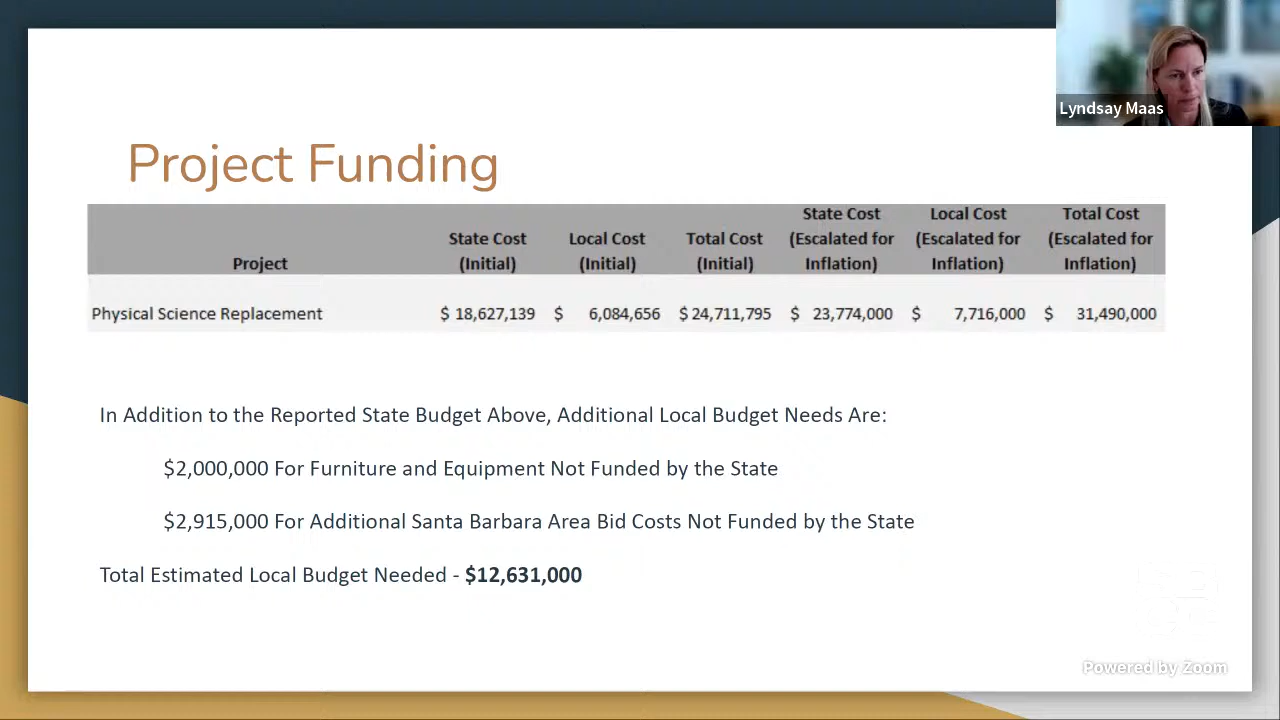 Lyndsay Maas
Project Funding
State Cost Local Cost Total Cost
State Cost Local Cost Total Cost (Escalated for (Escalated for (Escalated for
Project (Initial) (Initial) (Initial) Inflation) Inflation) Inflation)
Physical Science Replacement $ 18,627,139 $ 6,084,656 $ 24,711,795 $ 23,774,000 $ 7,716,000 $ 31,490,000
In Addition to the Reported State Budget Above, Additional Local Budget Needs Are:
$2,000,000 For Furniture and Equipment Not Funded by the State
$2,915,000 For Additional Santa Barbara Area Bid Costs Not Funded by the State
Total Estimated Local Budget Needed - $12,631,000
Powered by Zoom